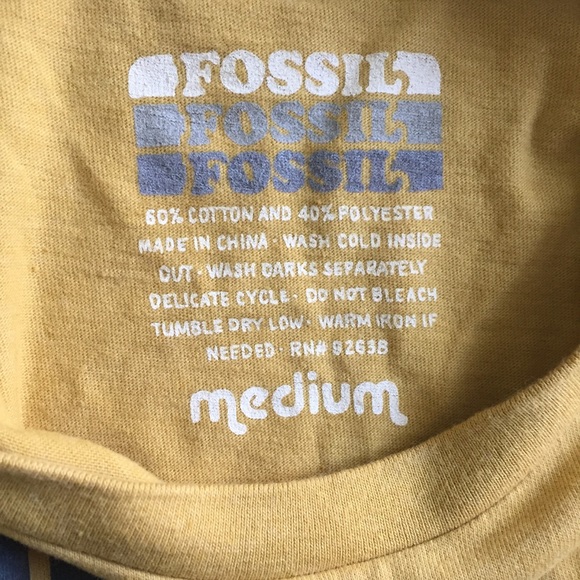 FOSSIL
FOSSIL
FOSSIL
60% COTTON AND 40% POLYESTER
MADE IN CHINA · WASH COLD INSIDE
OUT · WASH DARKS SEPARATELY
DELICATE CYCLE · DO NOT BLEACH
TUMBLE DRY LOW · WARM IRON IF
NEEDED · RN# 92638
medium